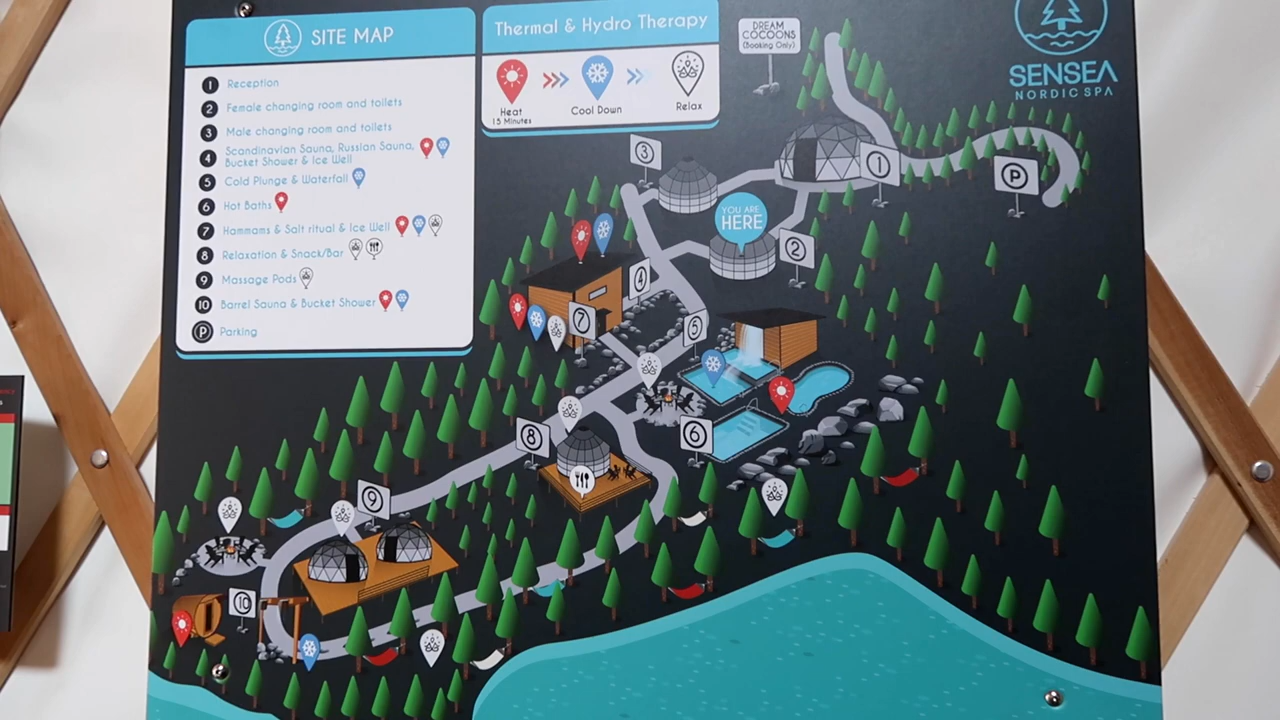 SITE MAP
1 Reception
2 Female changing room and toilets
3 Male changing room and toilets
4 Scandinavian Sauna, Russian Sauna,
Bucket Shower & Ice Well
5 Cold Plunge & Waterfall
6 Hot Baths
7 Hammams & Salt ritual & Ice Well
8 Relaxation & Snack/Bar
9 Massage Pods
10 Barrel Sauna & Bucket Shower
P Parking
Thermal & Hydro Therapy
Heat
15 Minutes
Cool Down
Relax
DREAM
COCOONS
(Booking Only)
SENSEA
NORDIC SPA
3
1
P
YOU ARE
HERE
2
4
7
5
8
6
9
10